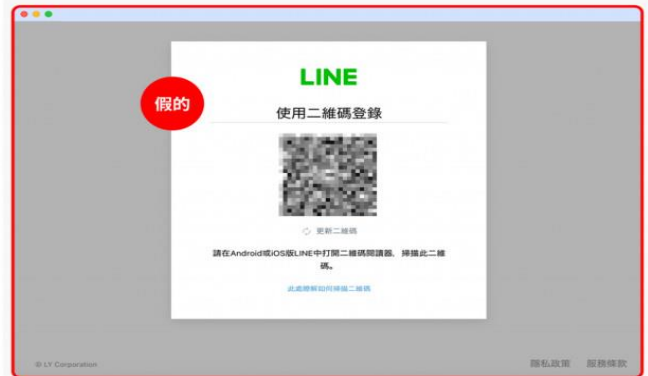 LINE
假的
使用二維碼登錄
更新二維碼
請在Android或iOS版LINE中打開二維碼閱讀器，掃描此二維
碼。
此處瞭解如何掃描二維碼
© LY Corporation
隱私政策 服務條款